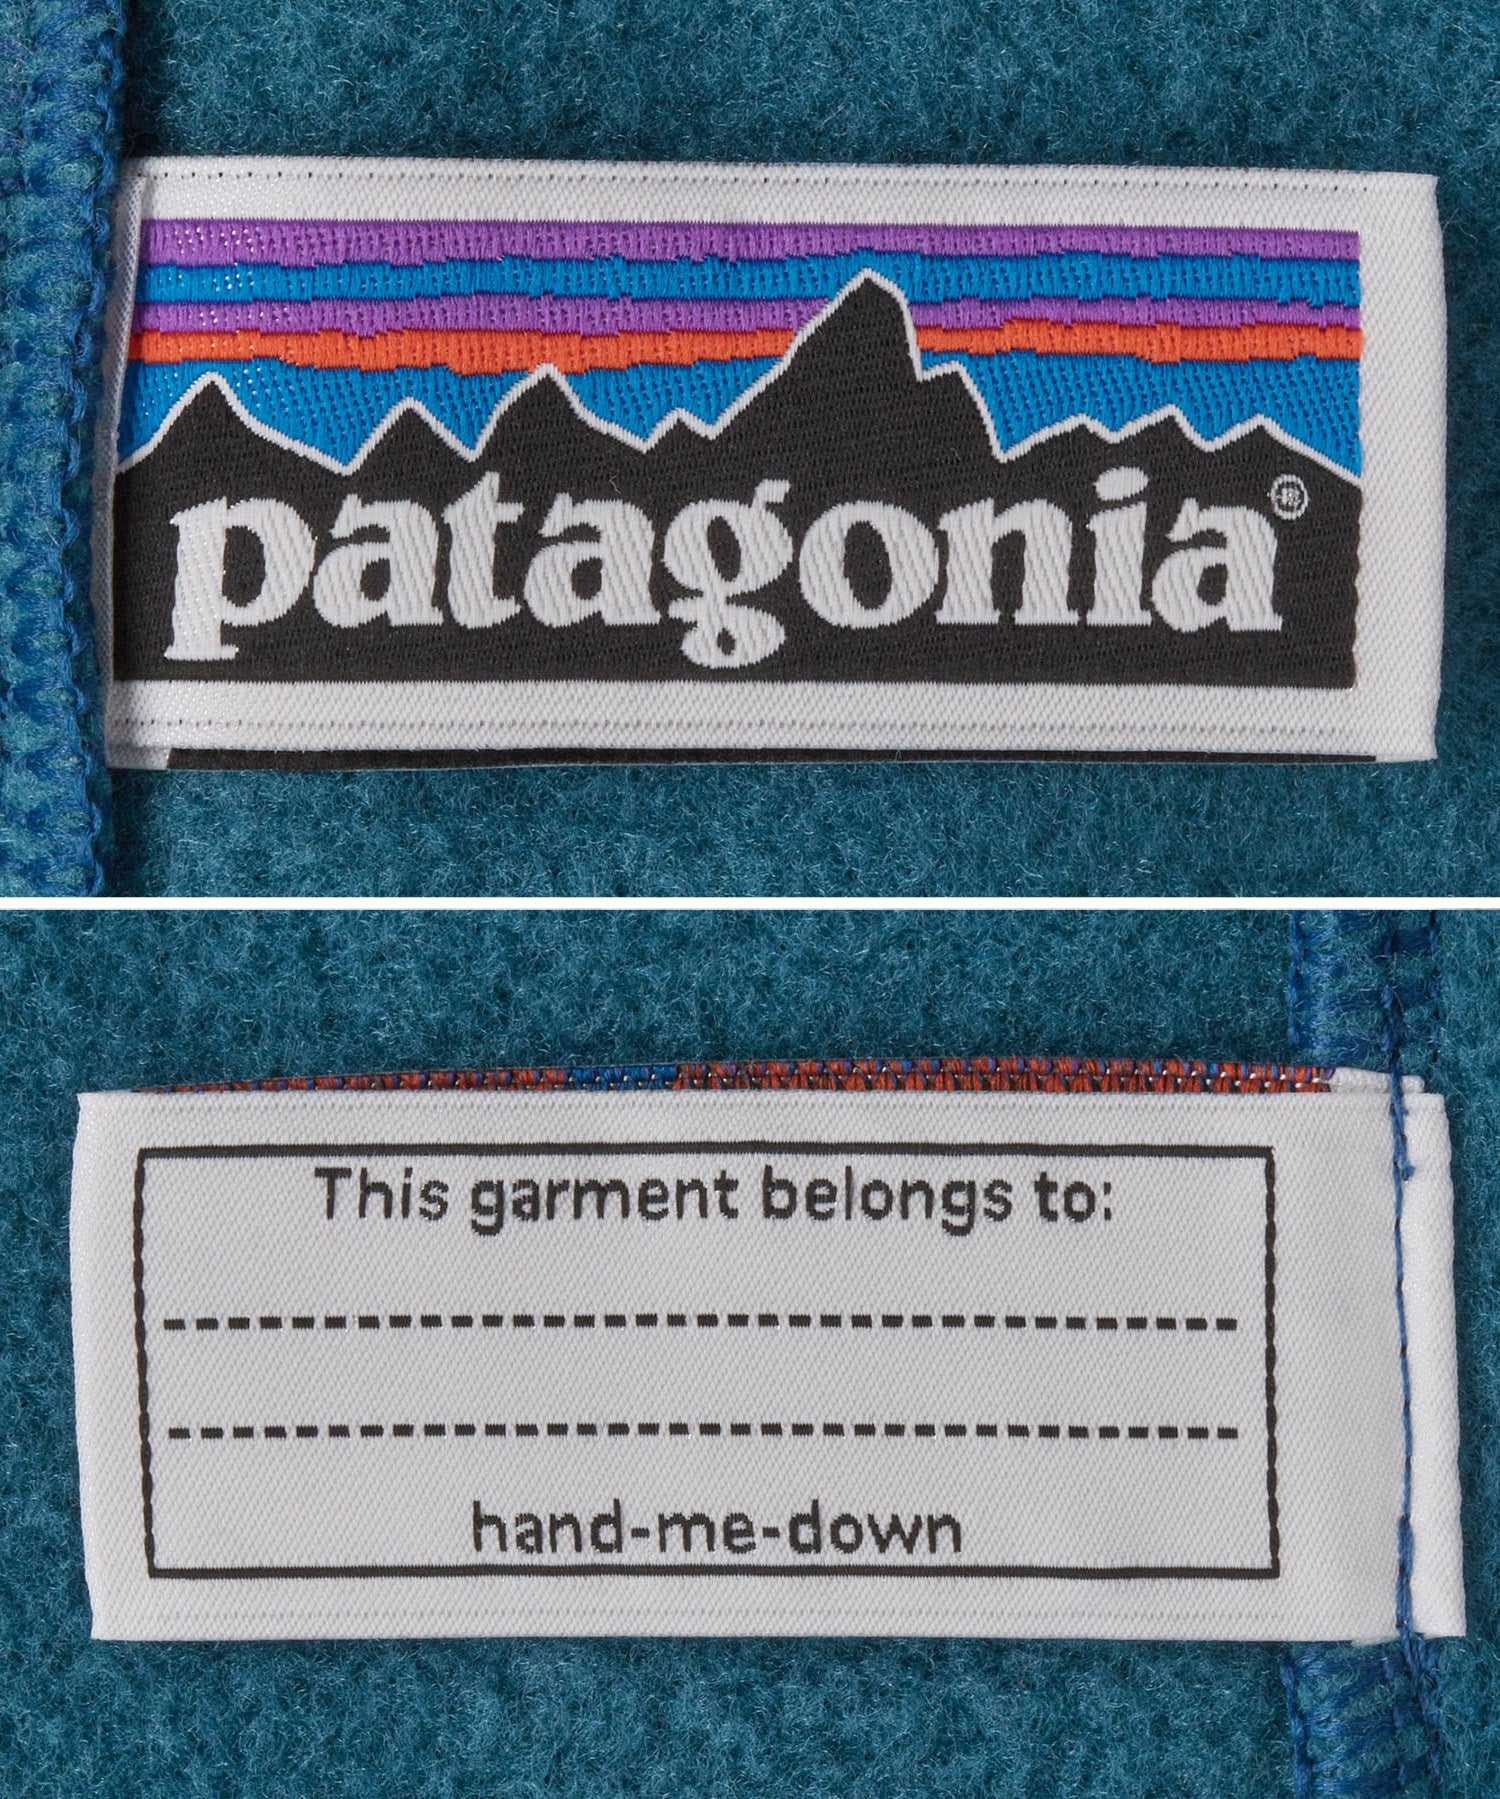 patagonia®
This garment belongs to:
hand-me-down